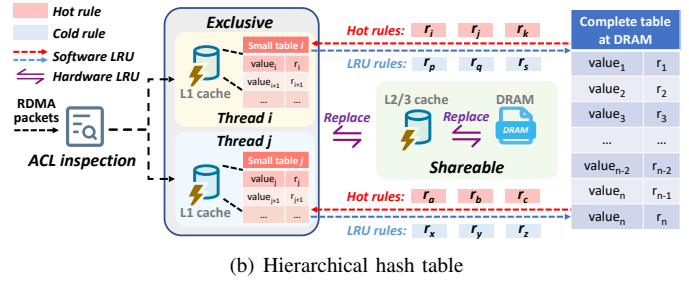 Hot rule
Cold rule
Software LRU
Hardware LRU
RDMA packets
ACL inspection
Exclusive
L1 cache
Small table i
value_i r_i
value_i+1 r_i+1
... ...
Thread i
Thread j
L1 cache
Small table j
value_j r_j
value_j+1 r_j+1
... ...
Hot rules: r_i r_j r_k
LRU rules: r_p r_q r_s
Replace
L2/3 cache
Replace
DRAM
DRAM
Shareable
Hot rules: r_a r_b r_c
LRU rules: r_x r_y r_z
Complete table at DRAM
value_1 r_1
value_2 r_2
value_3 r_3
... ...
value_n-2 r_n-2
value_n r_n-1
value_n r_n
(b) Hierarchical hash table